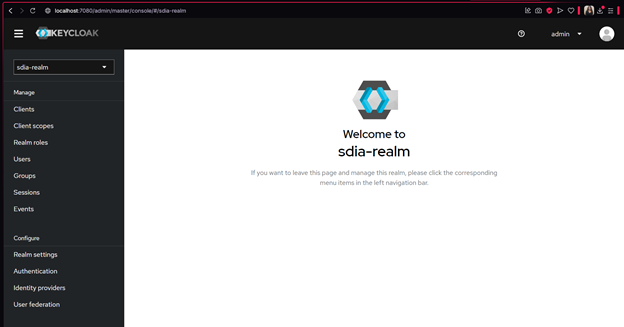 localhost:7080/admin/master/console/#/sdia-realm
KEYCLOAK
admin
sdia-realm
Manage
Clients
Client scopes
Realm roles
Users
Groups
Sessions
Events
Configure
Realm settings
Authentication
Identity providers
User federation
Welcome to
sdia-realm
If you want to leave this page and manage this realm, please click the corresponding
menu items in the left navigation bar.